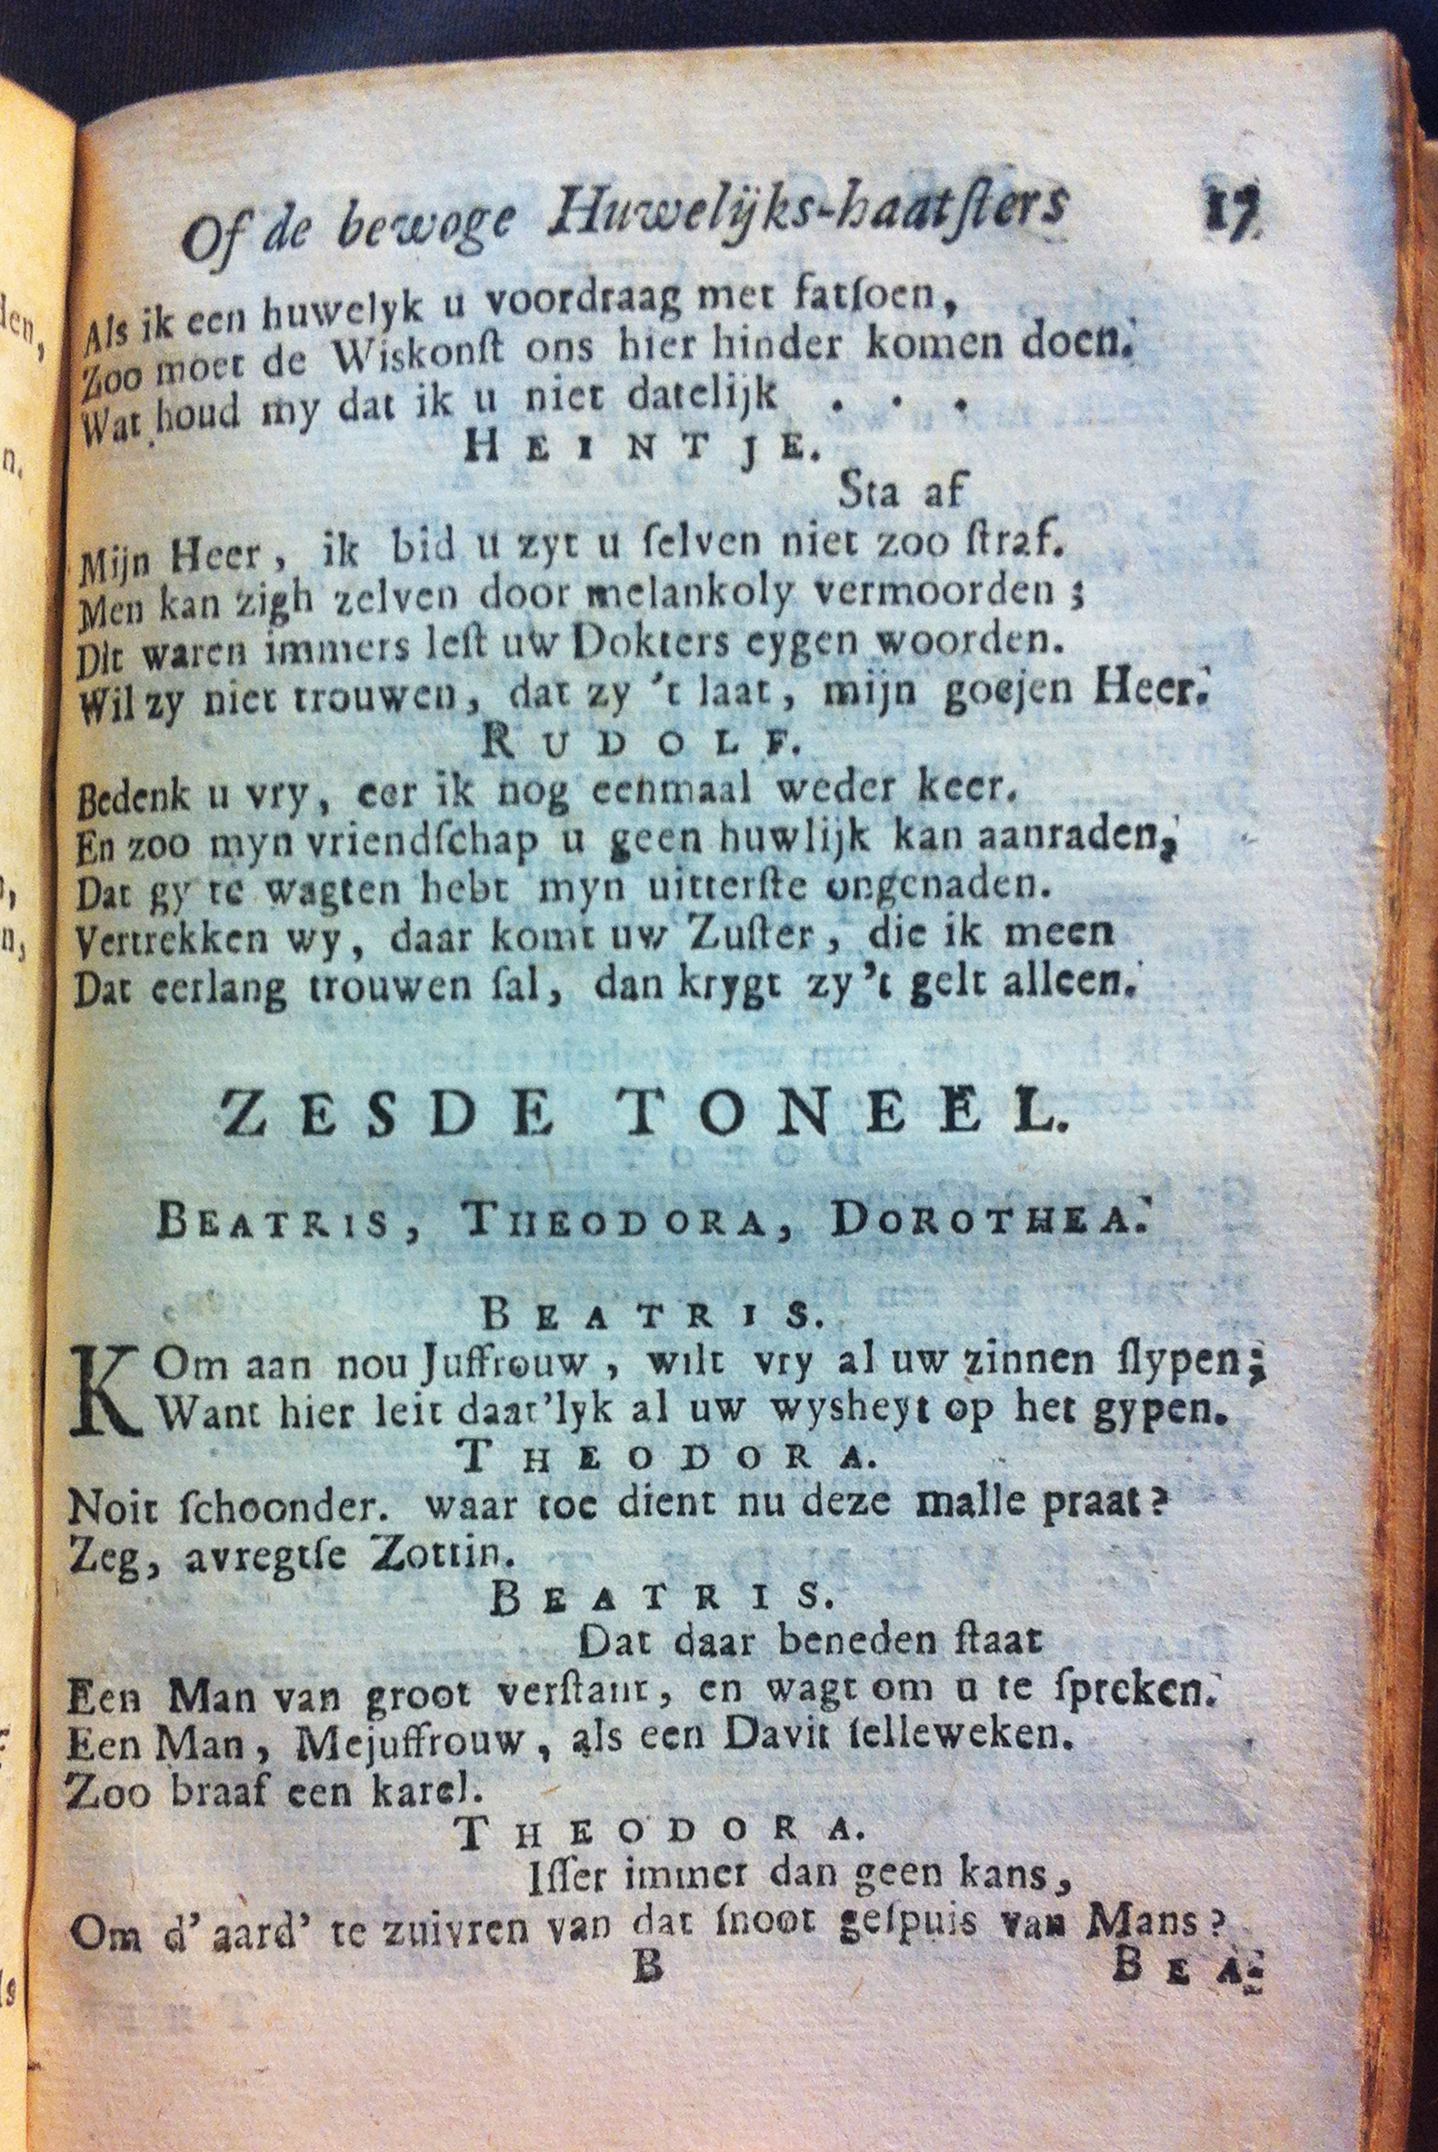 Of de bewoge Huwelijks-haatſters 17
Als ik een huwelyk u voordraag met fatſoen,
Zoo moet de Wiskonſt ons hier hinder komen doen.
Wat houd my dat ik u niet datelijk . . .
HEINTJE.
Sta af
Mijn Heer, ik bid u zyt u ſelven niet zoo ſtraf.
Men kan zigh zelven door melankoly vermoorden;
Dit waren immers leſt uw Dokters eygen woorden.
Wil zy niet trouwen, dat zy 't laat, mijn goejen Heer.
RUDOLF.
Bedenk u vry, eer ik nog eenmaal weder keer.
En zoo myn vriendſchap u geen huwlijk kan aanraden,
Dat gy te wagten hebt myn uitterſte ongenaden.
Vertrekken wy, daar komt uw Zuſter, die ik meen
Dat eerlang trouwen ſal, dan krygt zy 't gelt alleen.
ZESDE TONEEL.
BEATRIS, THEODORA, DOROTHEA.
BEATRIS.
KOm aan nou Juffrouw, wilt vry al uw zinnen ſlypen;
Want hier leit daat'lyk al uw wysheyt op het gypen.
THEODORA.
Noit ſchoonder. waar toe dient nu deze malle praat?
Zeg, avregtſe Zottin.
BEATRIS.
Dat daar beneden ſtaat
Een Man van groot verſtant, en wagt om u te ſpreken.
Een Man, Mejuffrouw, als een Davit ſelleweken.
Zoo braaf een karel.
THEODORA.
Iſſer immer dan geen kans,
Om d' aard' te zuivren van dat ſnoot geſpuis van Mans?
B BEA-